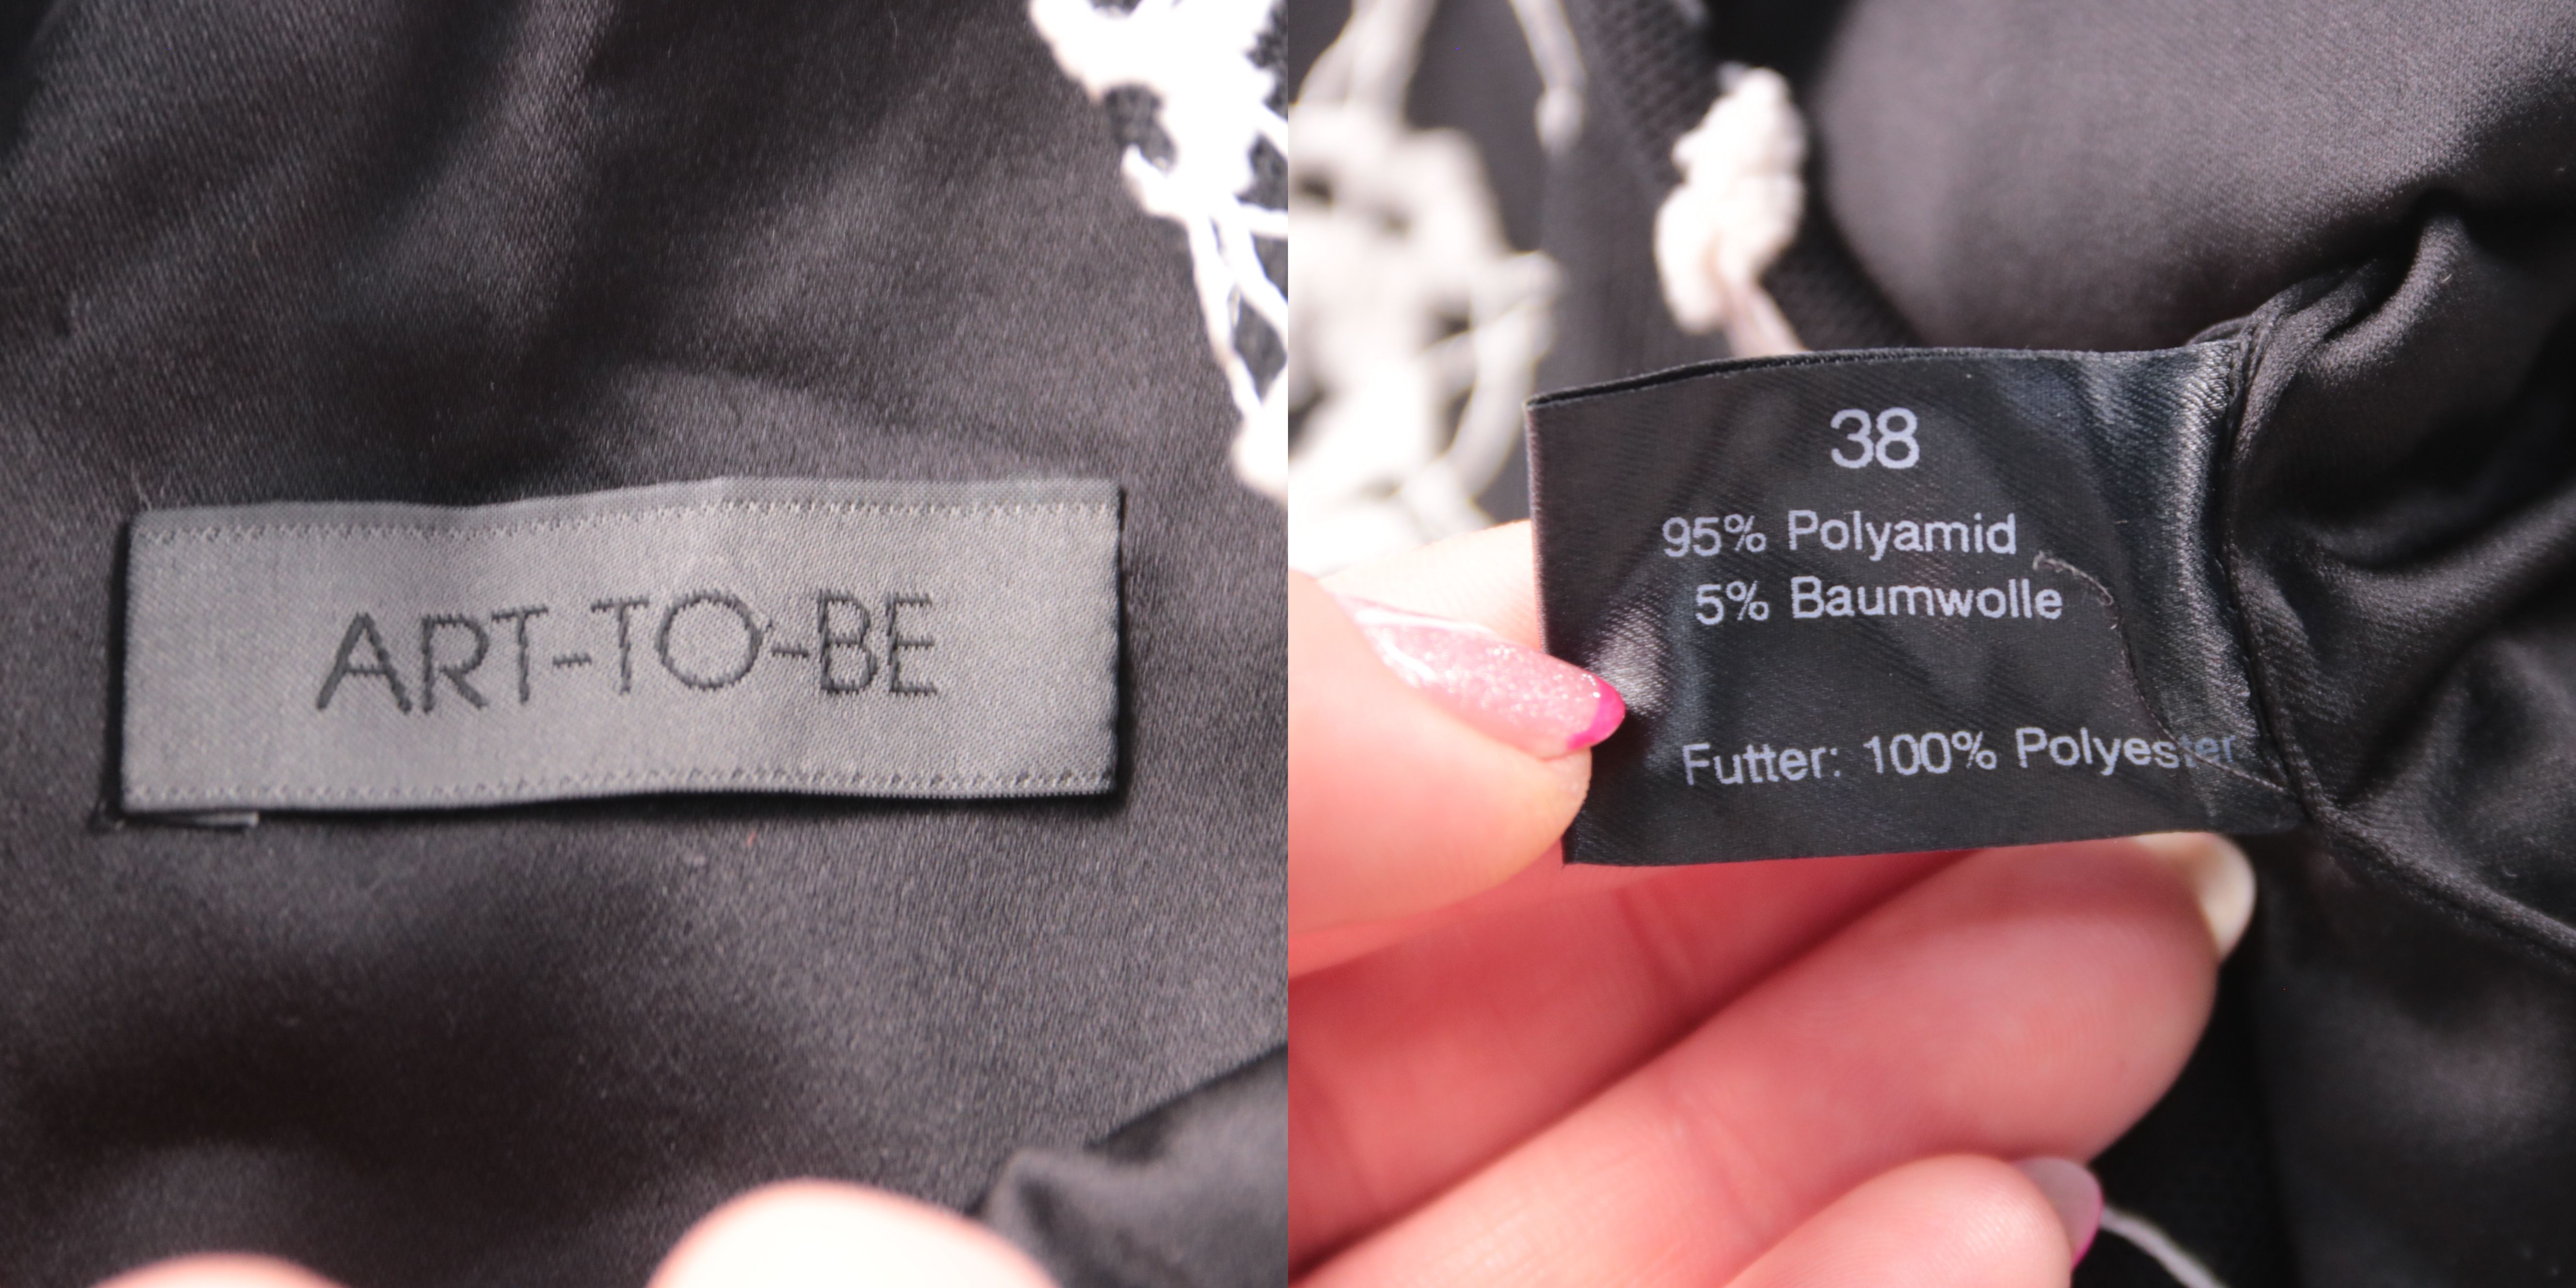 ART-TO-BE
38
95% Polyamid
5% Baumwolle
Futter: 100% Polyester